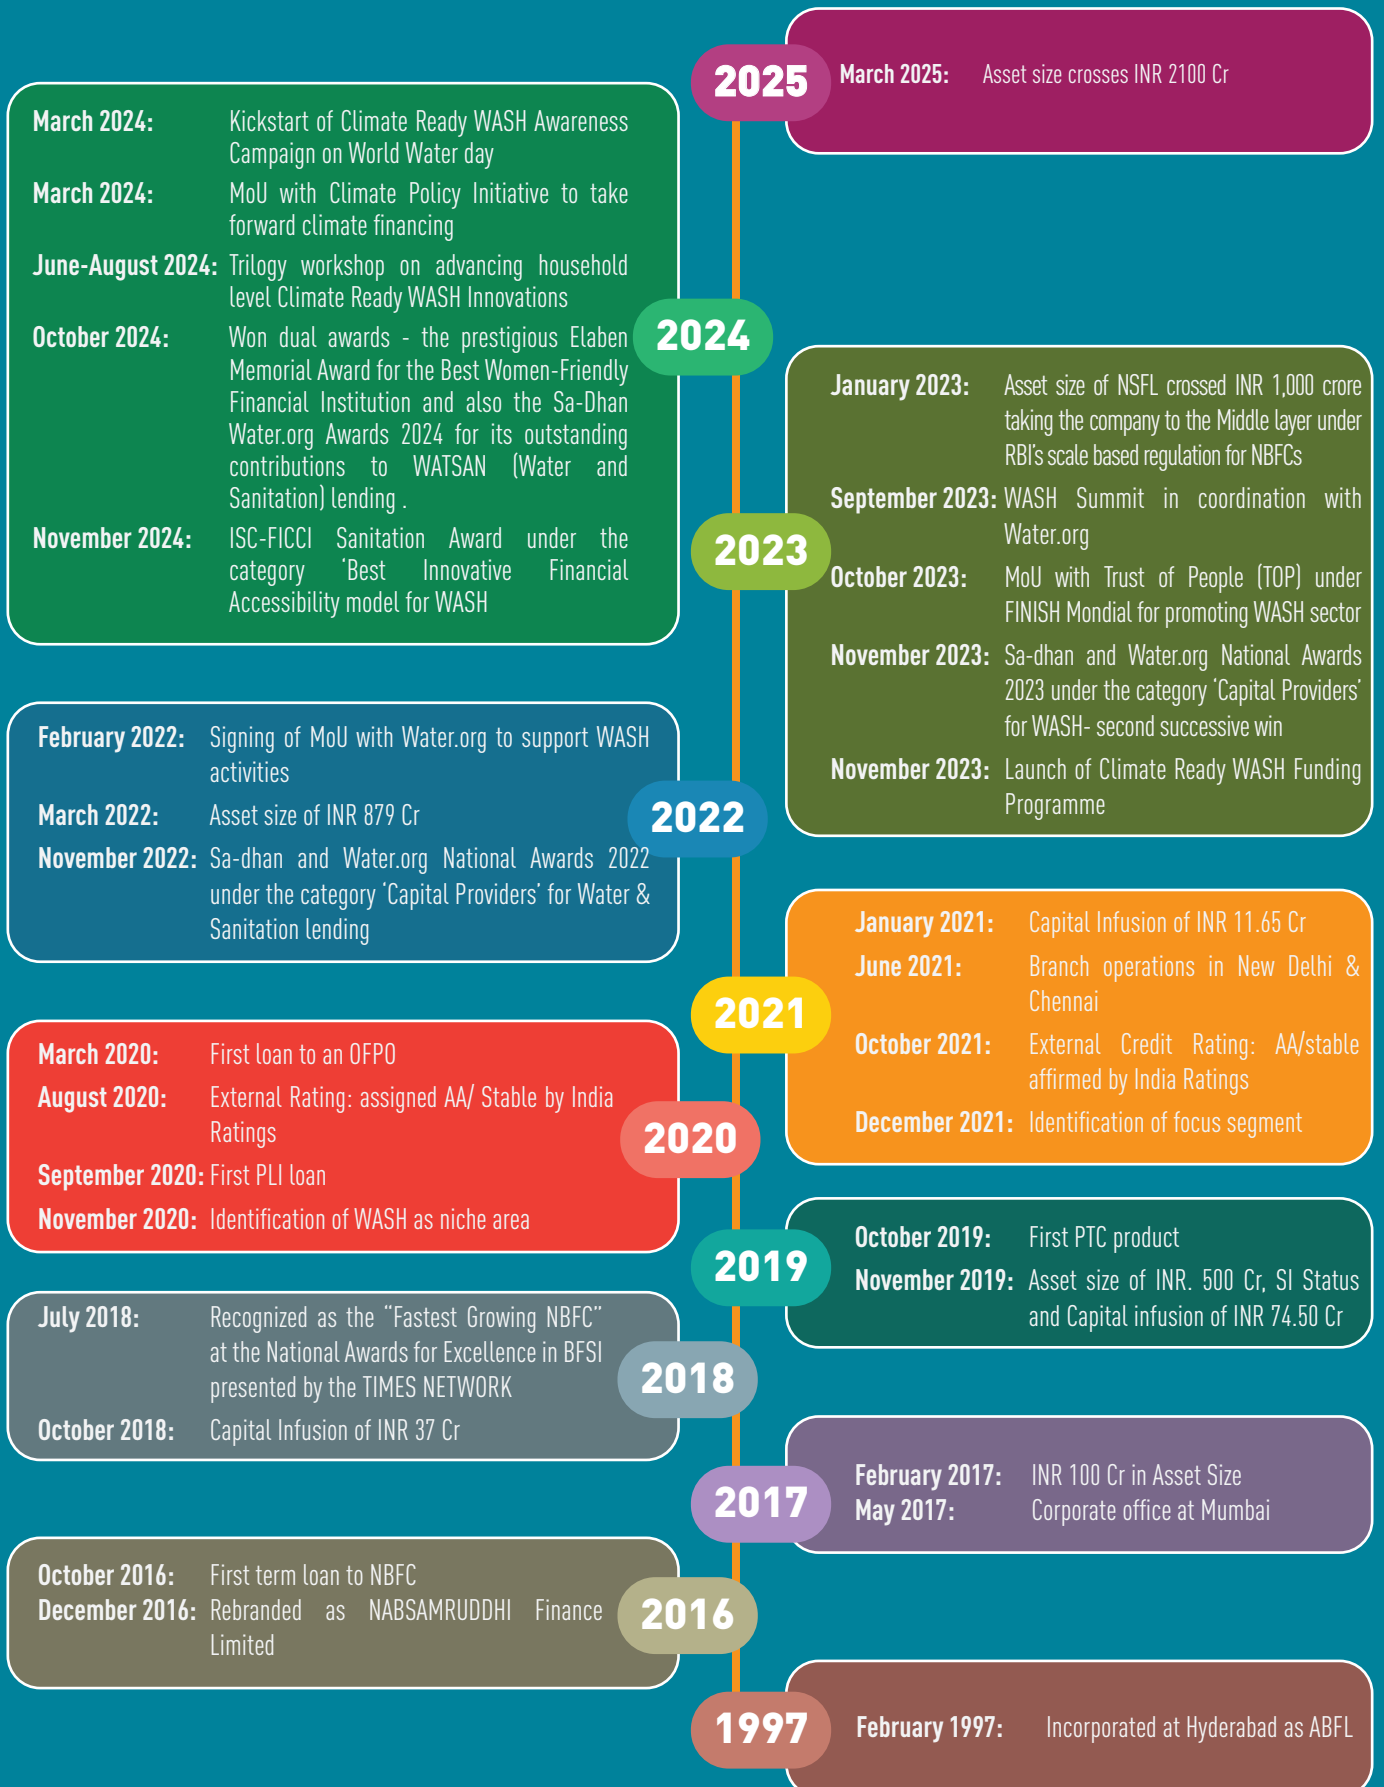 2025
March 2025: Asset size crosses INR 2100 Cr
March 2024: Kickstart of Climate Ready WASH Awareness
Campaign on World Water day
March 2024: MoU with Climate Policy Initiative to take
forward climate financing
June-August 2024: Trilogy workshop on advancing household
level Climate Ready WASH Innovations
October 2024: Won dual awards - the prestigious Elaben
Memorial Award for the Best Women-Friendly
Financial Institution and also the Sa-Dhan
Water.org Awards 2024 for its outstanding
contributions to WATSAN (Water and
Sanitation) lending .
November 2024: ISC-FICCI Sanitation Award under the
category ‘Best Innovative Financial
Accessibility model for WASH
2024
January 2023: Asset size of NSFL crossed INR 1,000 crore
taking the company to the Middle layer under
RBI's scale based regulation for NBFCs
September 2023: WASH Summit in coordination with
Water.org
October 2023: MoU with Trust of People (TOP) under
FINISH Mondial for promoting WASH sector
November 2023: Sa-dhan and Water.org National Awards
2023 under the category ‘Capital Providers’
for WASH- second successive win
November 2023: Launch of Climate Ready WASH Funding
Programme
2023
February 2022: Signing of MoU with Water.org to support WASH
activities
March 2022: Asset size of INR 879 Cr
November 2022: Sa-dhan and Water.org National Awards 2022
under the category ‘Capital Providers’ for Water &
Sanitation lending
2022
January 2021: Capital Infusion of INR 11.65 Cr
June 2021: Branch operations in New Delhi &
Chennai
October 2021: External Credit Rating: AA/stable
affirmed by India Ratings
December 2021: Identification of focus segment
2021
March 2020: First loan to an OFPO
August 2020: External Rating: assigned AA/ Stable by India
Ratings
September 2020: First PLI loan
November 2020: Identification of WASH as niche area
2020
October 2019: First PTC product
November 2019: Asset size of INR. 500 Cr, SI Status
and Capital infusion of INR 74.50 Cr
2019
July 2018: Recognized as the “Fastest Growing NBFC”
at the National Awards for Excellence in BFSI
presented by the TIMES NETWORK
October 2018: Capital Infusion of INR 37 Cr
2018
February 2017: INR 100 Cr in Asset Size
May 2017: Corporate office at Mumbai
2017
October 2016: First term loan to NBFC
December 2016: Rebranded as NABSAMRUDDHI Finance
Limited
2016
1997
February 1997: Incorporated at Hyderabad as ABFL